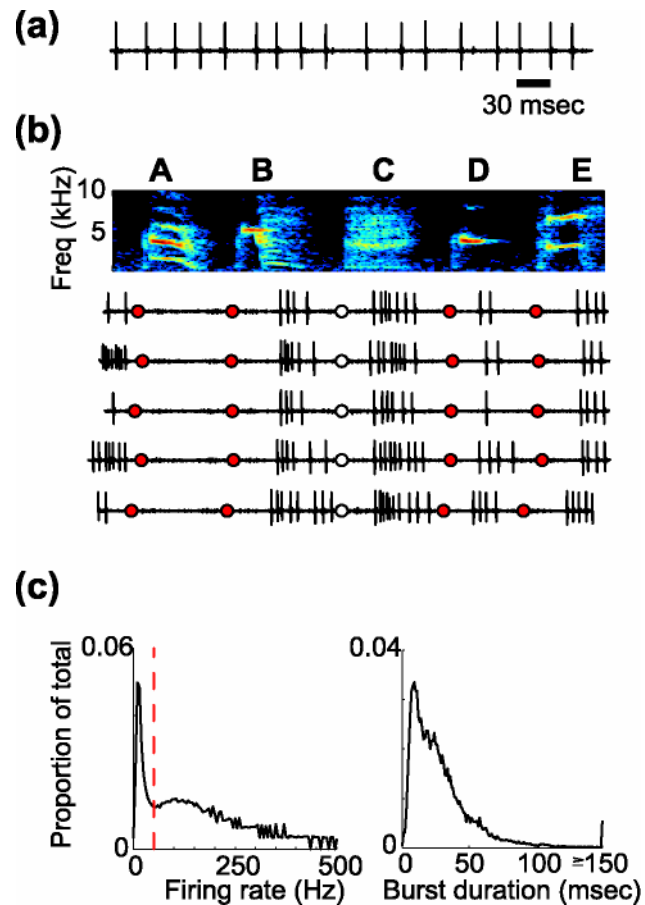 (a)
30 msec
(b)
A B C D E
10
5
Freq (kHz)
(c)
0.06
0
Proportion of total
0 250 500
Firing rate (Hz)
0.04
0
0 50 100 ≥150
Burst duration (msec)